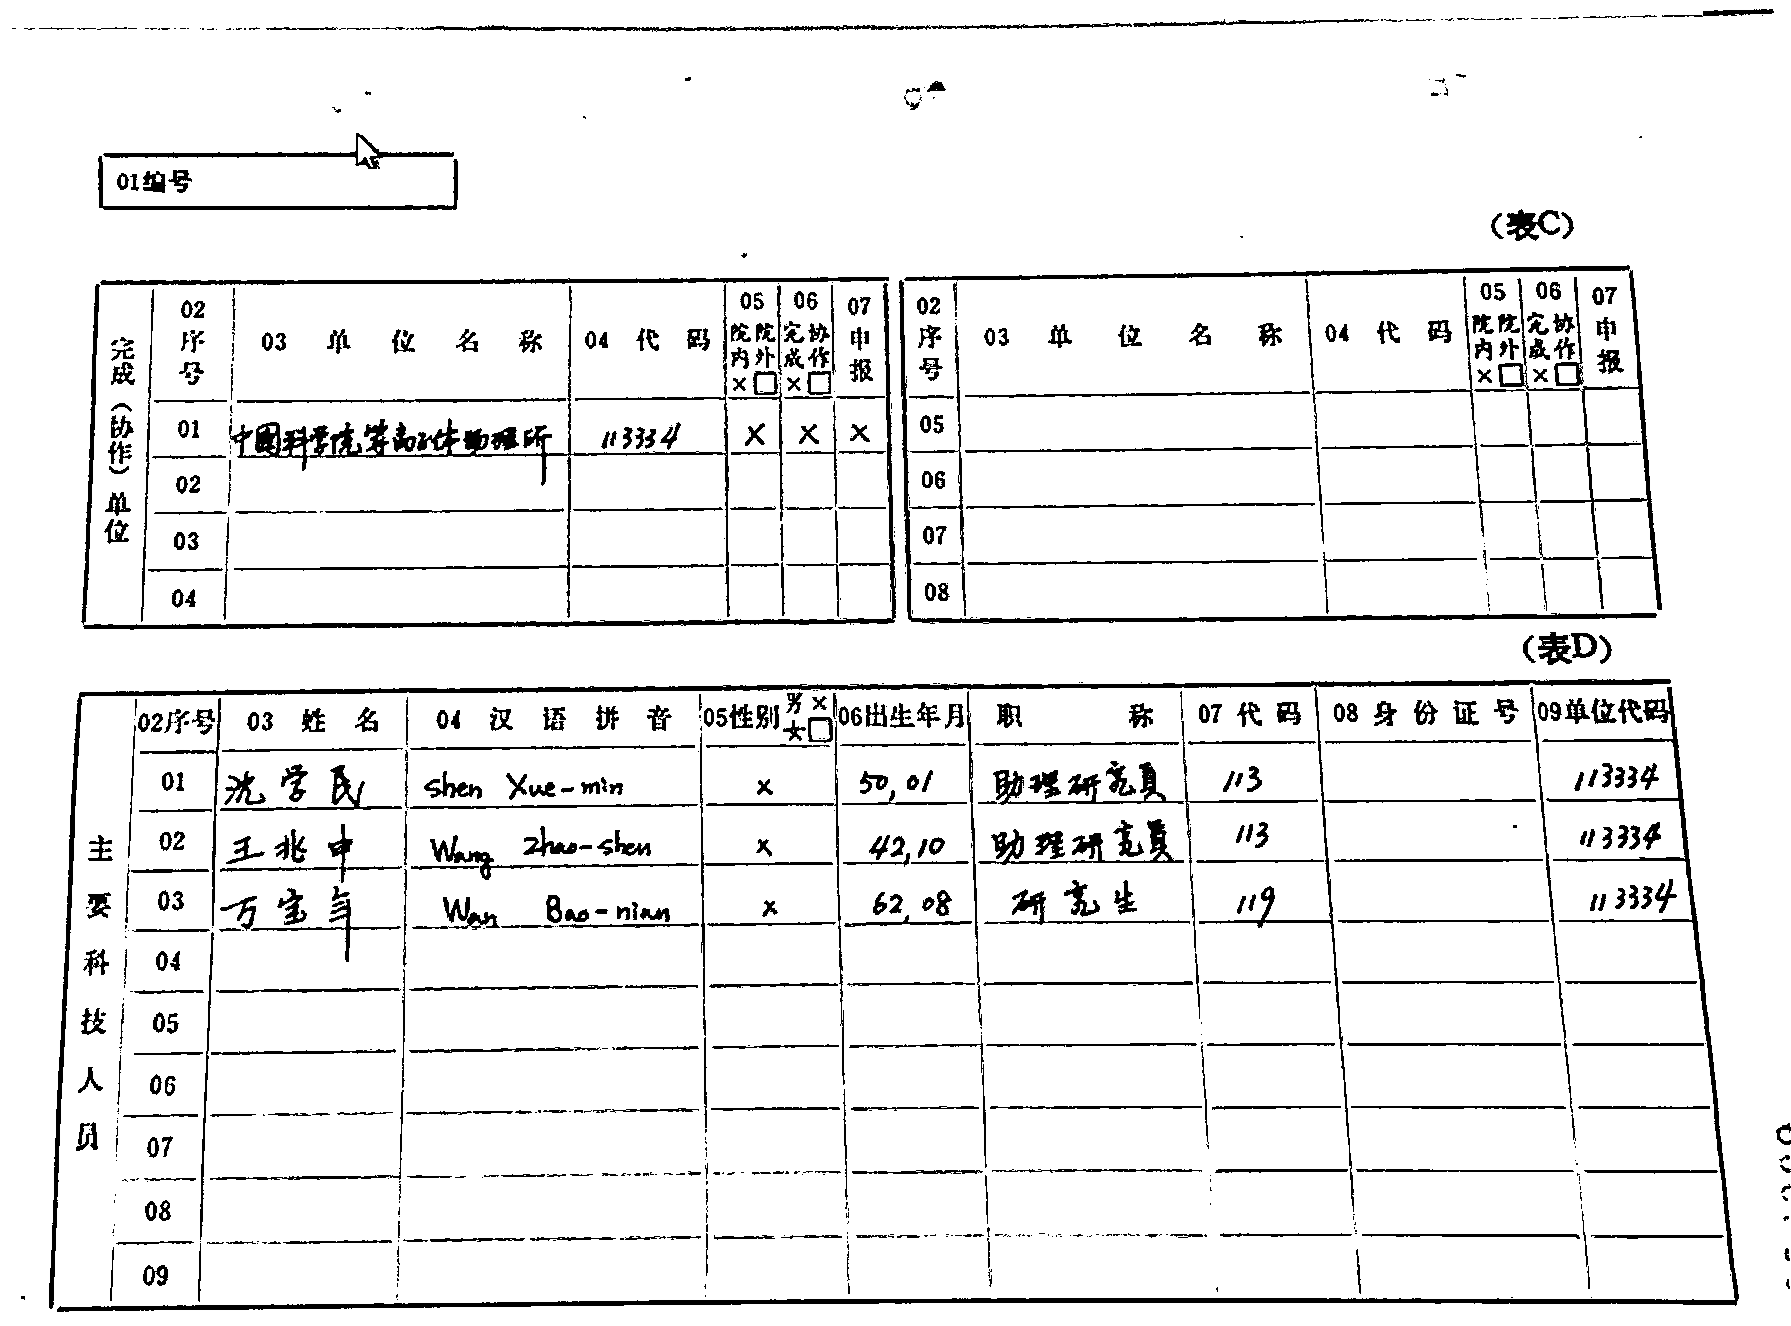 01编号
(表C)
完成(协作)单位 02序号 03 单位名称 04 代码 05 院内× 院外□ 06 完成× 协作□ 07 申报 02序号 03 单位名称 04 代码 05 院内× 院外□ 06 完成× 协作□ 07 申报
01 中國科学院等离子体物理所 113334 × × × 05
02 06
03 07
04 08
(表D)
主要科技人员 02序号 03 姓名 04 汉语拼音 05性别 男× 女□ 06出生年月 职称 07 代码 08 身份证号 09单位代码
01 沈学民 Shen Xue-min × 50,01 助理研究員 113 113334
02 王兆申 Wang Zhao-shen × 42,10 助理研究員 113 113334
03 万宝年 Wan Bao-nian × 62,08 研究生 119 113334
04
05
06
07
08
09